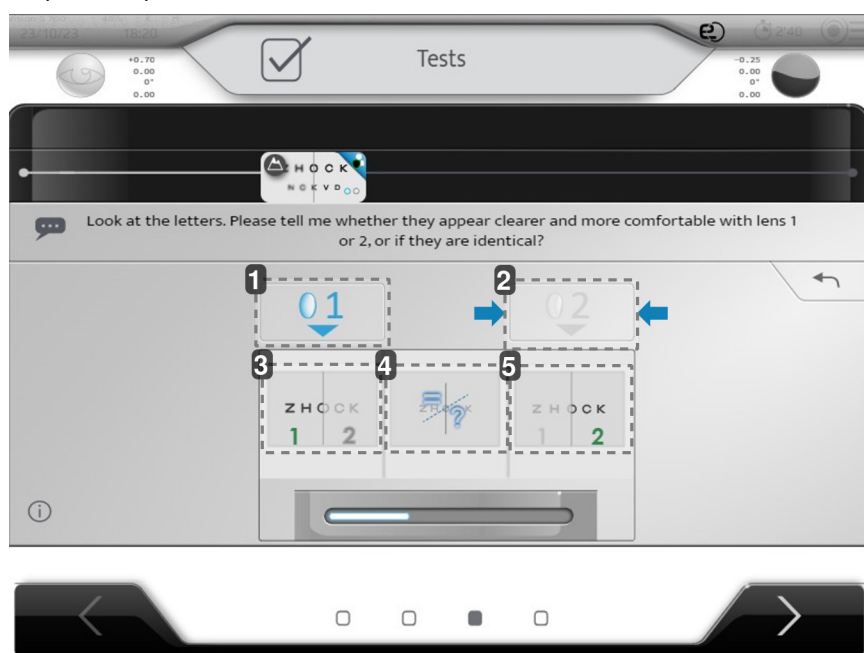 23/10/23 18:20
Tests
2'40
+0.70
0.00
0°
0.00
-0.25
0.00
0°
0.00
ZHOCK
NCKVD
Look at the letters. Please tell me whether they appear clearer and more comfortable with lens 1
or 2, or if they are identical?
1
01
2
02
3
ZHOCK
1 2
4
ZHOCK
= ?
5
ZHOCK
1 2